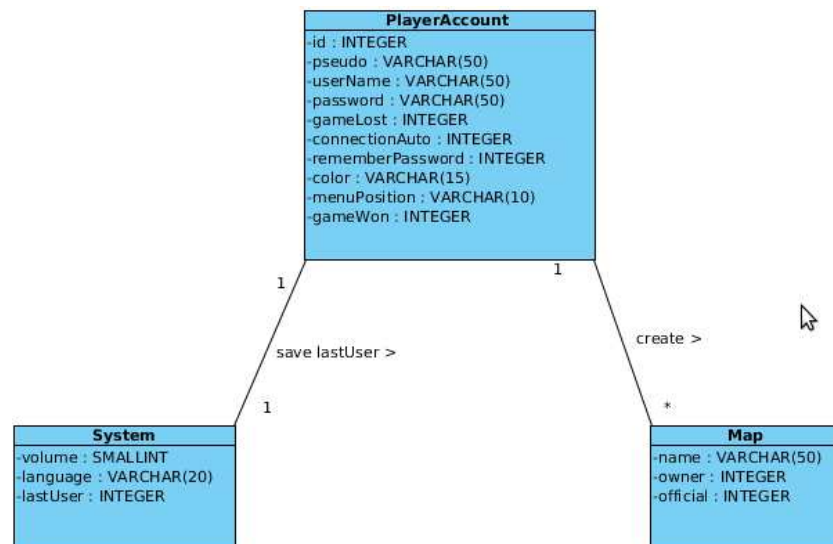 PlayerAccount
-id : INTEGER
-pseudo : VARCHAR(50)
-userName : VARCHAR(50)
-password : VARCHAR(50)
-gameLost : INTEGER
-connectionAuto : INTEGER
-rememberPassword : INTEGER
-color : VARCHAR(15)
-menuPosition : VARCHAR(10)
-gameWon : INTEGER
1
1
save lastUser >
create >
1
*
System
-volume : SMALLINT
-language : VARCHAR(20)
-lastUser : INTEGER
Map
-name : VARCHAR(50)
-owner : INTEGER
-official : INTEGER